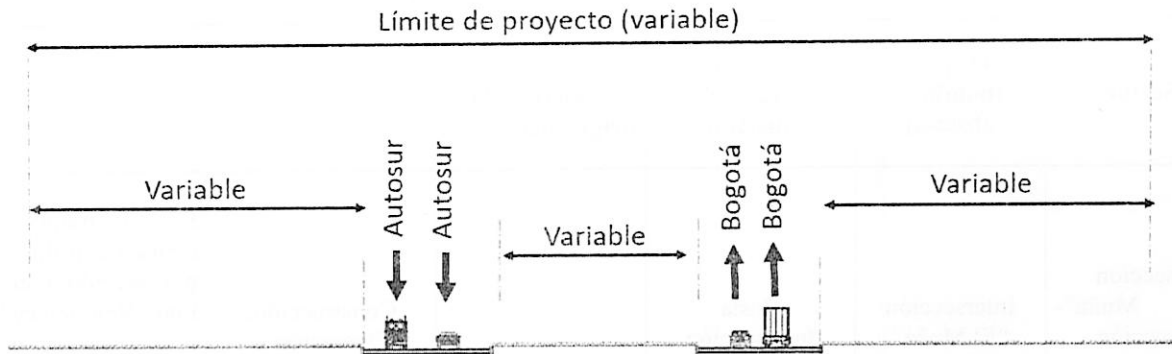 Límite de proyecto (variable)
Variable
Autosur
Autosur
Variable
Bogotá
Bogotá
Variable